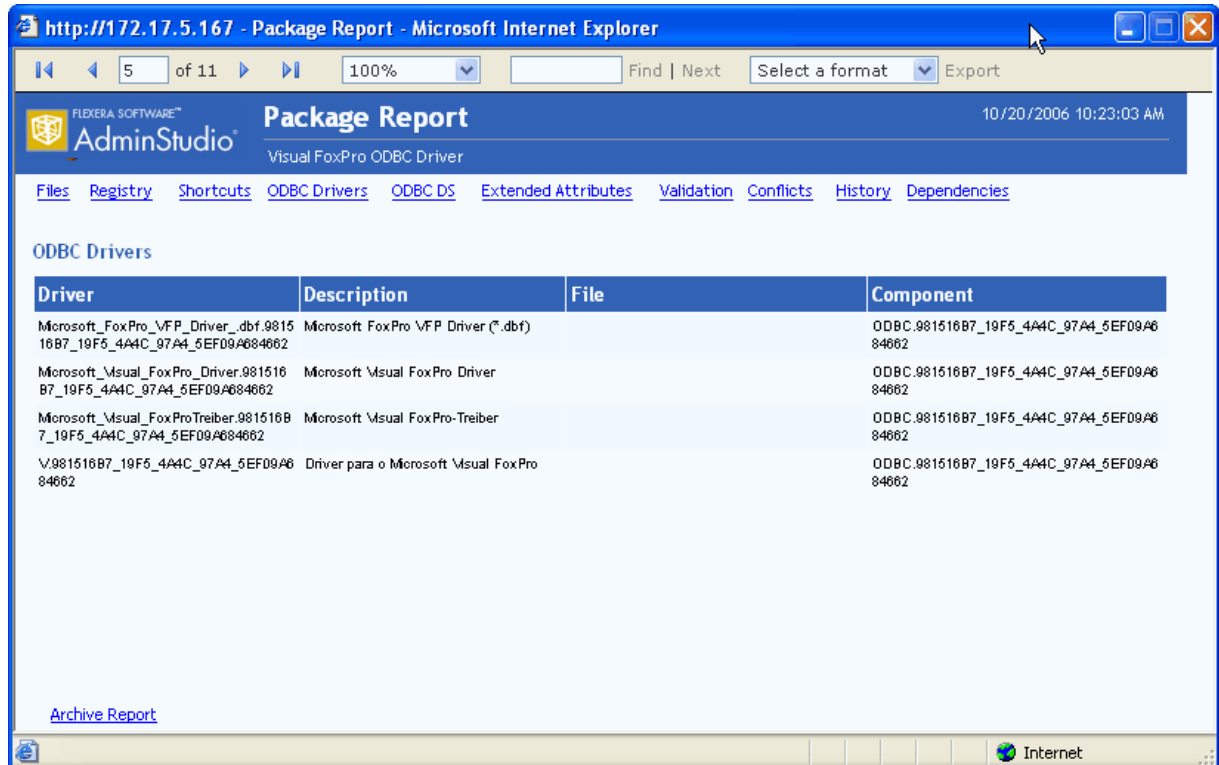 http://172.17.5.167 - Package Report - Microsoft Internet Explorer
5 of 11 100% Find | Next Select a format Export
FLEXERA SOFTWARE™
AdminStudio®
Package Report
10/20/2006 10:23:03 AM
Visual FoxPro ODBC Driver
Files Registry Shortcuts ODBC Drivers ODBC DS Extended Attributes Validation Conflicts History Dependencies
ODBC Drivers
Driver Description File Component
Microsoft_FoxPro_VFP_Driver_.dbf.9815 Microsoft FoxPro VFP Driver (*.dbf) ODBC.981516B7_19F5_4A4C_97A4_5EF09A6
16B7_19F5_4A4C_97A4_5EF09A684662 84662
Microsoft_Visual_FoxPro_Driver.981516 Microsoft Visual FoxPro Driver ODBC.981516B7_19F5_4A4C_97A4_5EF09A6
B7_19F5_4A4C_97A4_5EF09A684662 84662
Microsoft_Visual_FoxProTreiber.981516B Microsoft Visual FoxPro-Treiber ODBC.981516B7_19F5_4A4C_97A4_5EF09A6
7_19F5_4A4C_97A4_5EF09A684662 84662
V.981516B7_19F5_4A4C_97A4_5EF09A6 Driver para o Microsoft Visual FoxPro ODBC.981516B7_19F5_4A4C_97A4_5EF09A6
84662 84662
Archive Report
Internet